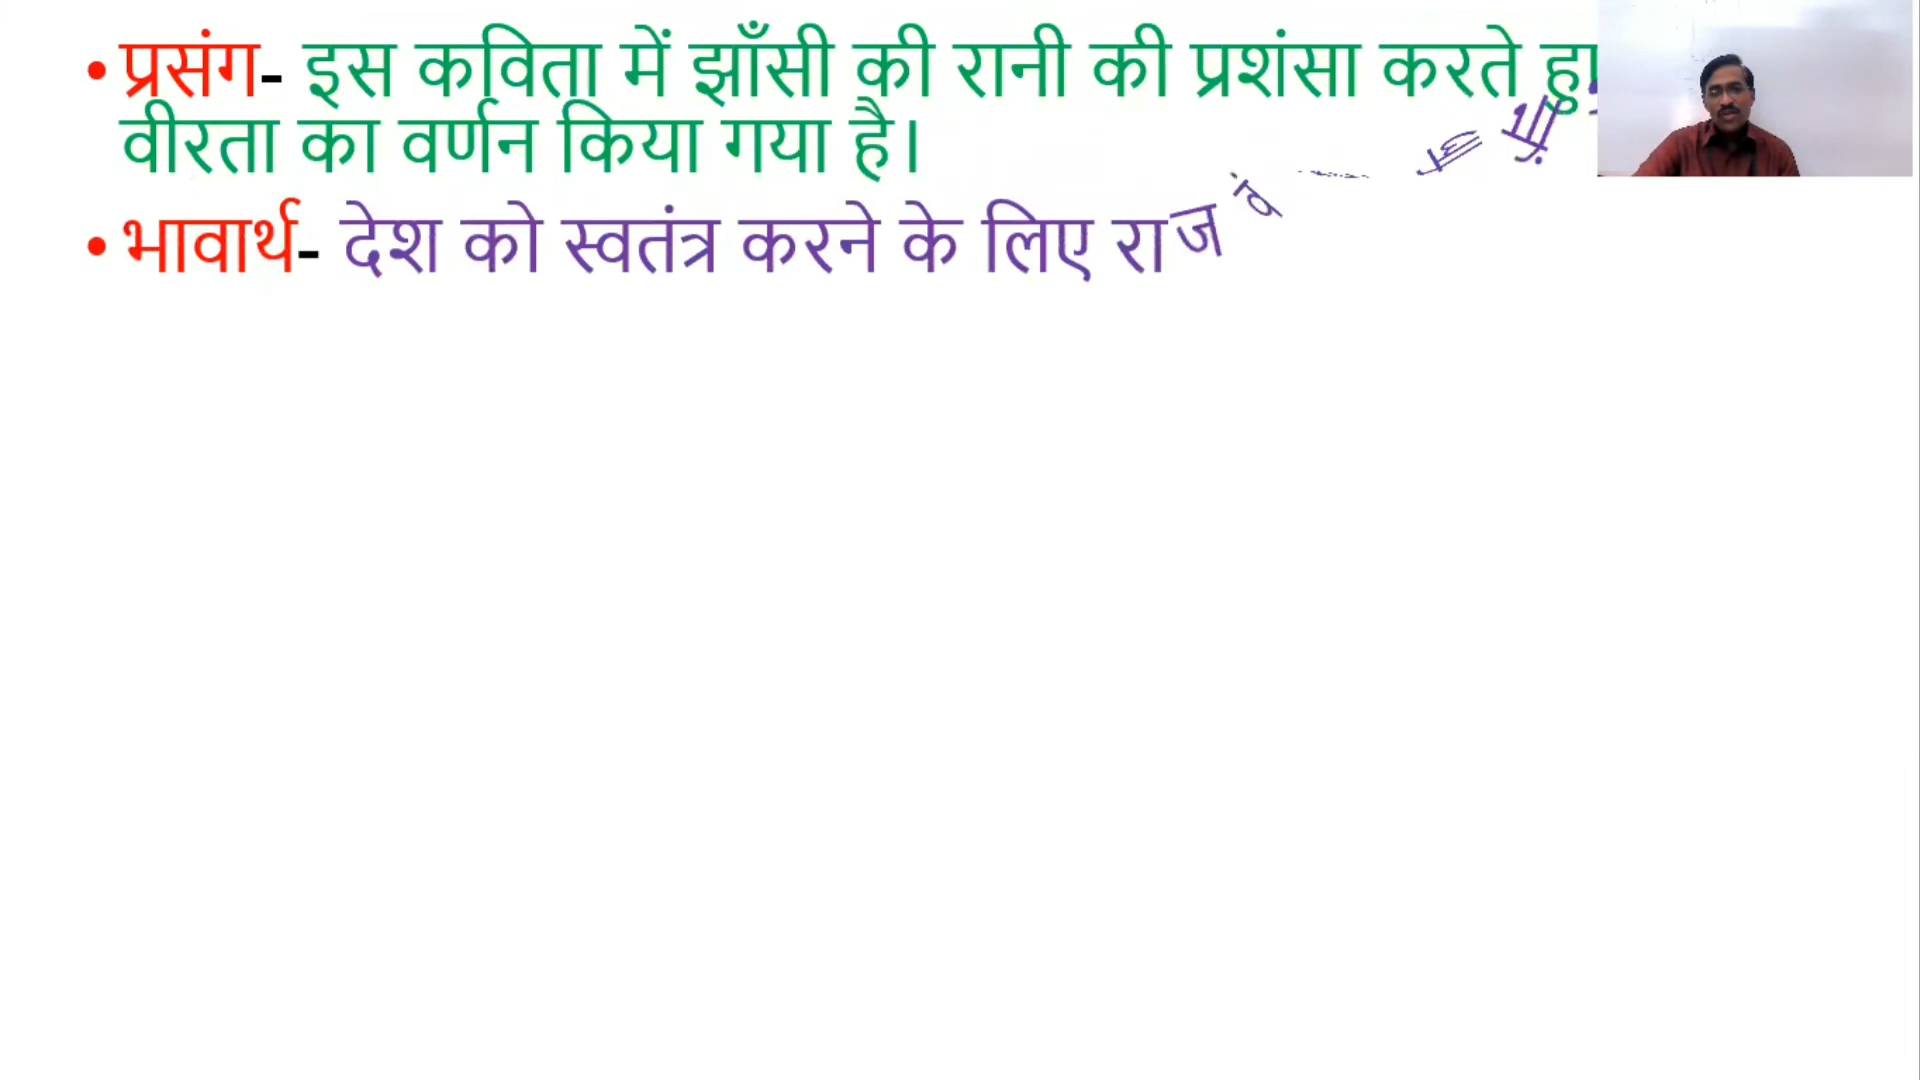 • प्रसंग- इस कविता में झाँसी की रानी की प्रशंसा करते
वीरता का वर्णन किया गया है।
• भावार्थ- देश को स्वतंत्र करने के लिए राज